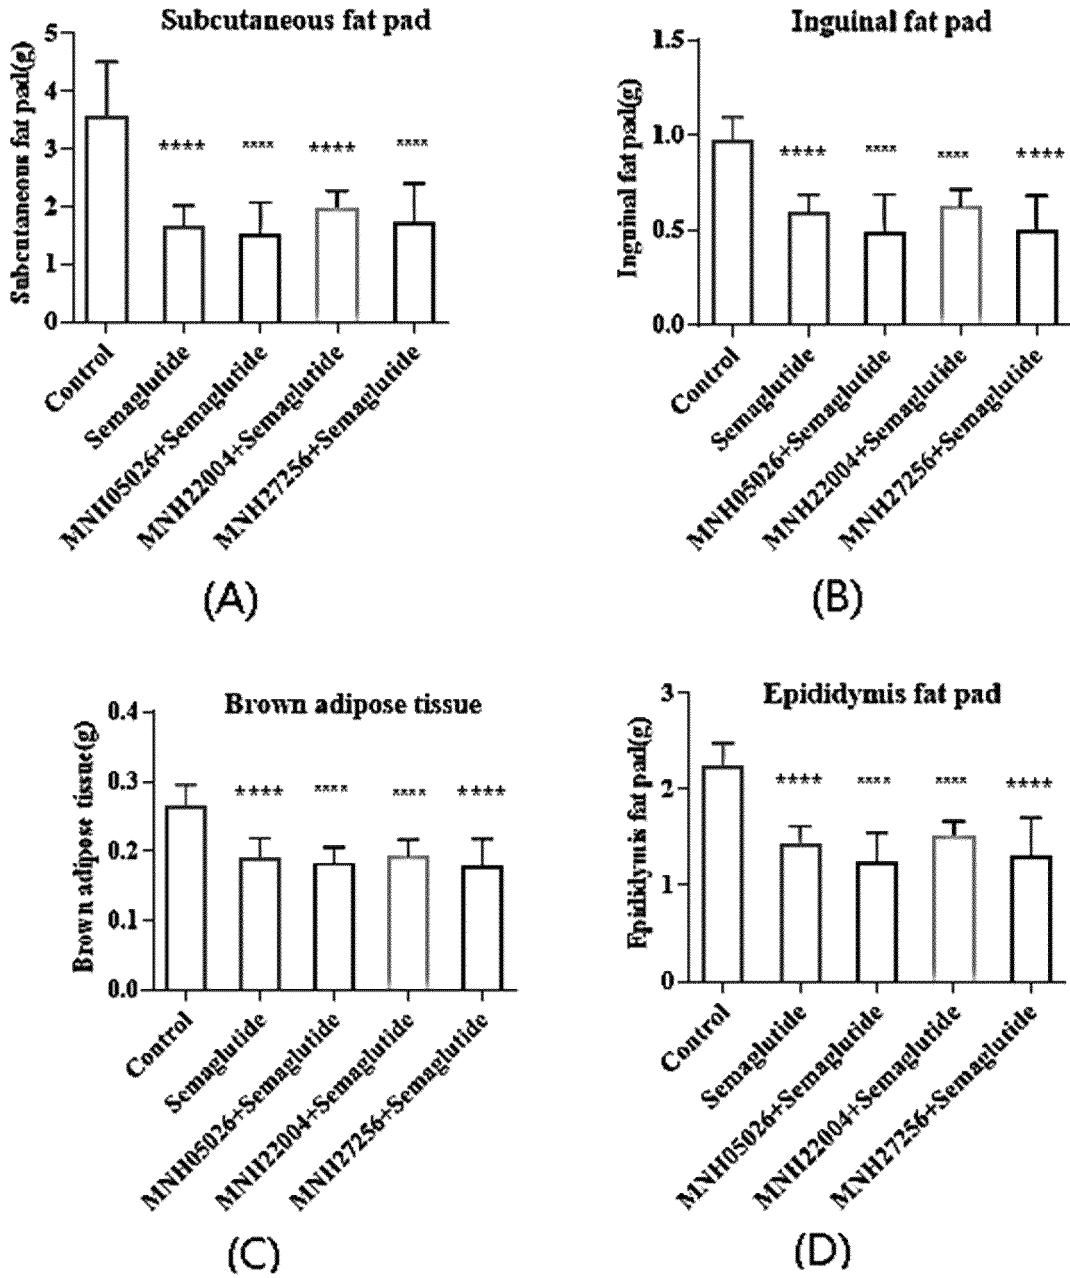 Subcutaneous fat pad
Subcutaneous fat pad(g)
5
4
3
2
1
0
****
****
****
****
Control
Semaglutide
MNH05026+Semaglutide
MNH22004+Semaglutide
MNH27256+Semaglutide
(A)
Inguinal fat pad
Inguinal fat pad(g)
1.5
1.0
0.5
0.0
****
****
****
****
Control
Semaglutide
MNH05026+Semaglutide
MNH22004+Semaglutide
MNH27256+Semaglutide
(B)
Brown adipose tissue
Brown adipose tissue(g)
0.4
0.3
0.2
0.1
0.0
****
****
****
****
Control
Semaglutide
MNH05026+Semaglutide
MNH22004+Semaglutide
MNH27256+Semaglutide
(C)
Epididymis fat pad
Epididymis fat pad(g)
3
2
1
0
****
****
****
****
Control
Semaglutide
MNH05026+Semaglutide
MNH22004+Semaglutide
MNH27256+Semaglutide
(D)